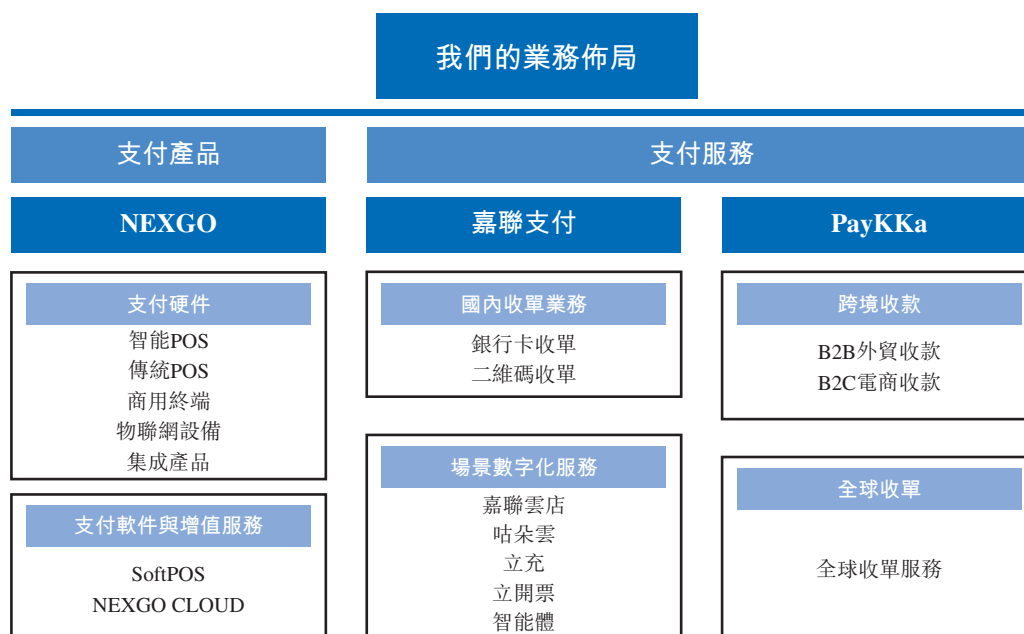 我們的業務佈局
支付產品
支付服務
NEXGO
嘉聯支付
PayKKa
支付硬件
智能POS
傳統POS
商用終端
物聯網設備
集成產品
支付軟件與增值服務
SoftPOS
NEXGO CLOUD
國內收單業務
銀行卡收單
二維碼收單
場景數字化服務
嘉聯雲店
咕朵雲
立充
立開票
智能體
跨境收款
B2B外貿收款
B2C電商收款
全球收單
全球收單服務